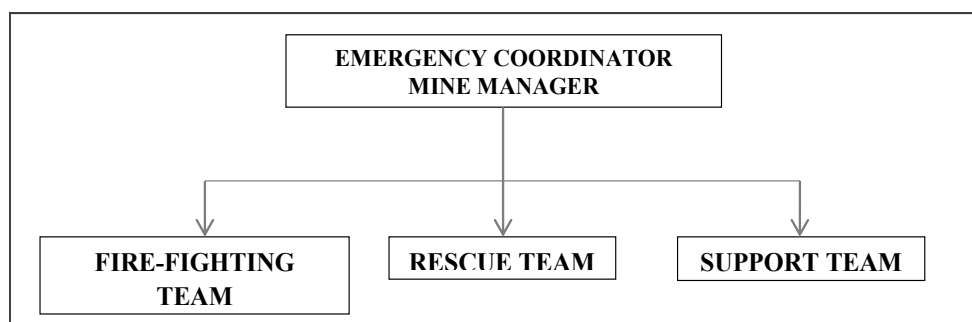 EMERGENCY COORDINATOR
MINE MANAGER
FIRE-FIGHTING
TEAM
RESCUE TEAM
SUPPORT TEAM